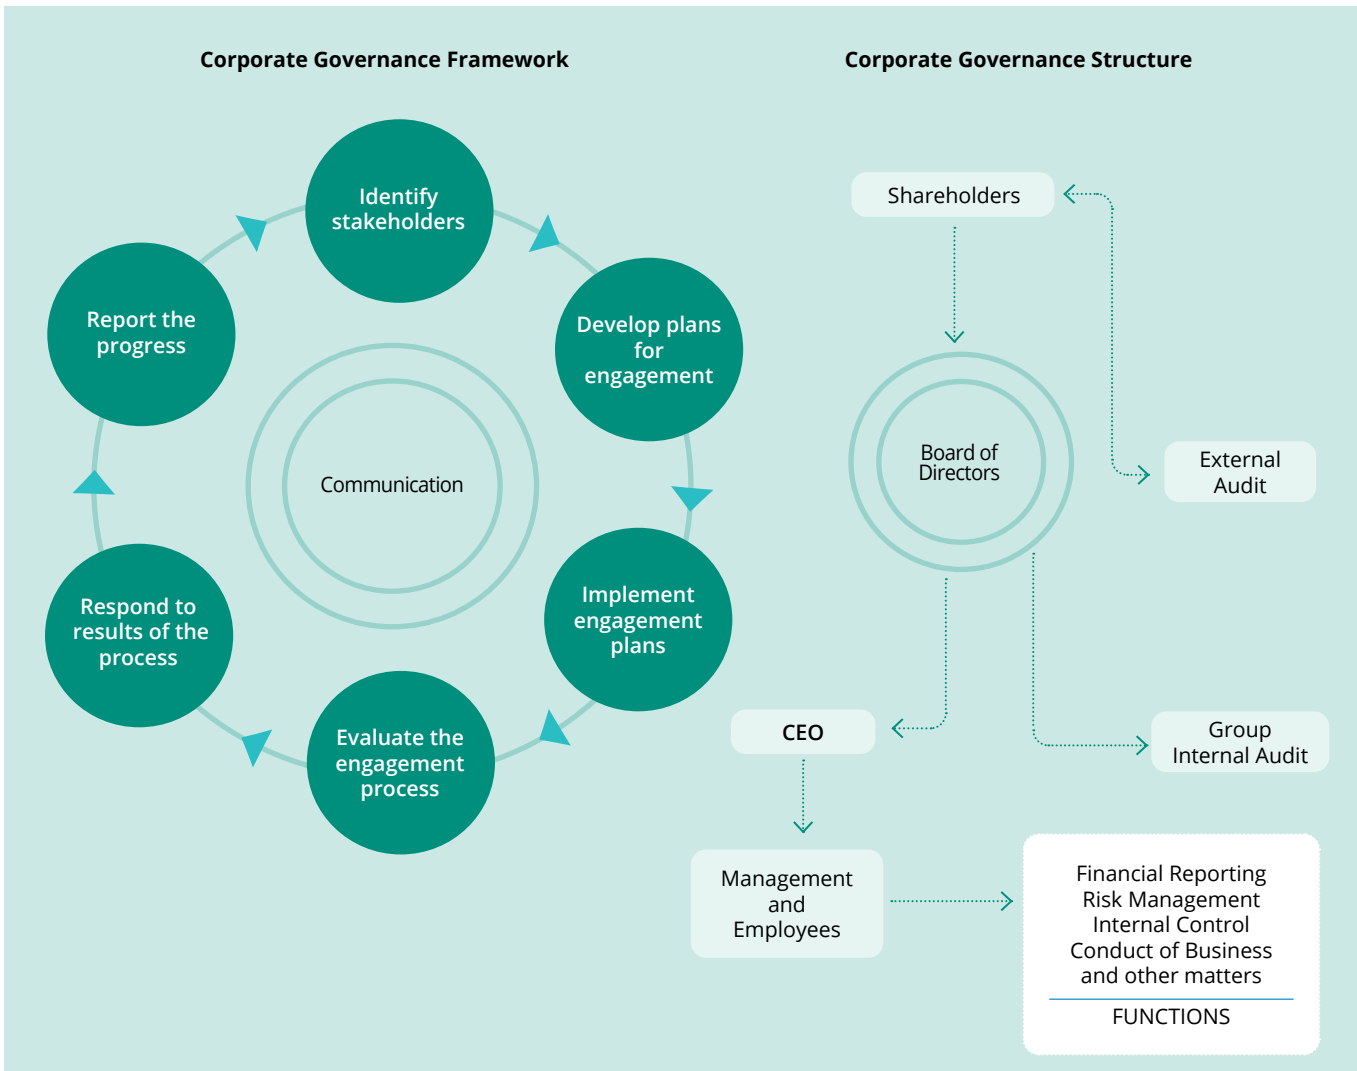 Corporate Governance Framework
Identify
stakeholders
Develop plans
for
engagement
Implement
engagement
plans
Evaluate the
engagement
process
Respond to
results of the
process
Report the
progress
Communication
Corporate Governance Structure
Shareholders
External
Audit
Board of
Directors
CEO
Group
Internal Audit
Management
and
Employees
Financial Reporting
Risk Management
Internal Control
Conduct of Business
and other matters
FUNCTIONS